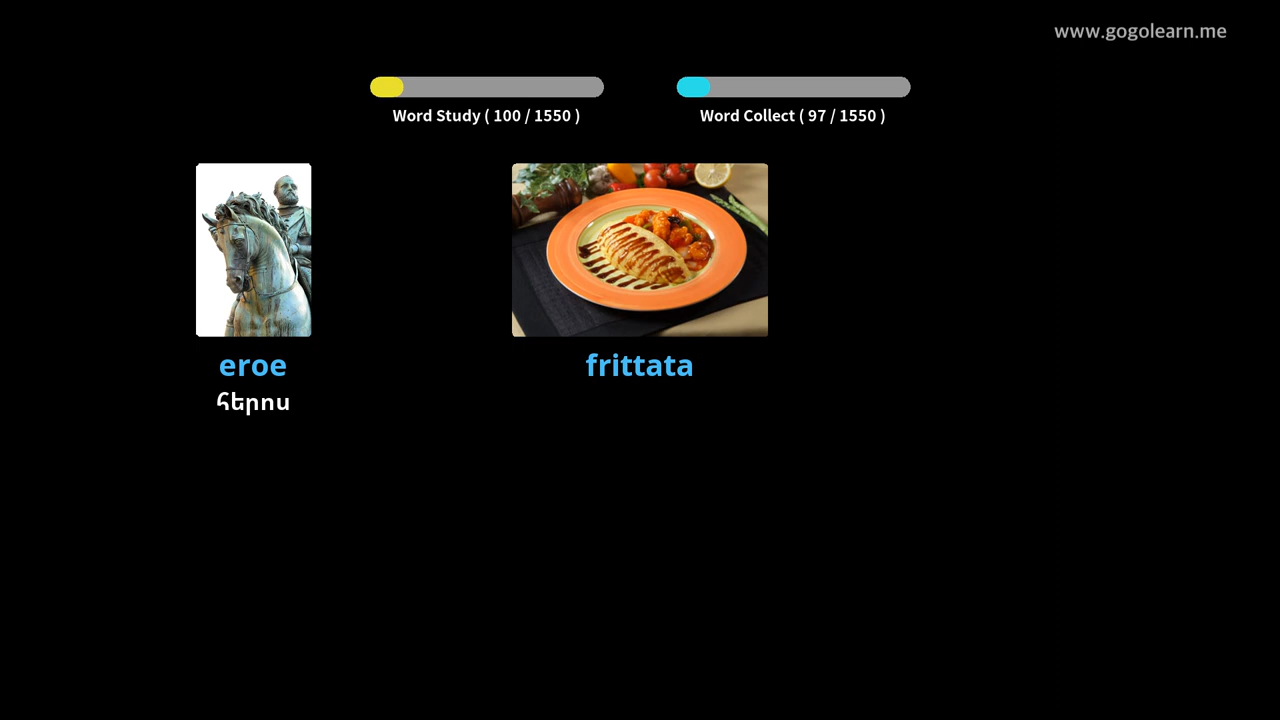 www.gogolearn.me
Word Study ( 100 / 1550 )
Word Collect ( 97 / 1550 )
eroe
հերոս
frittata